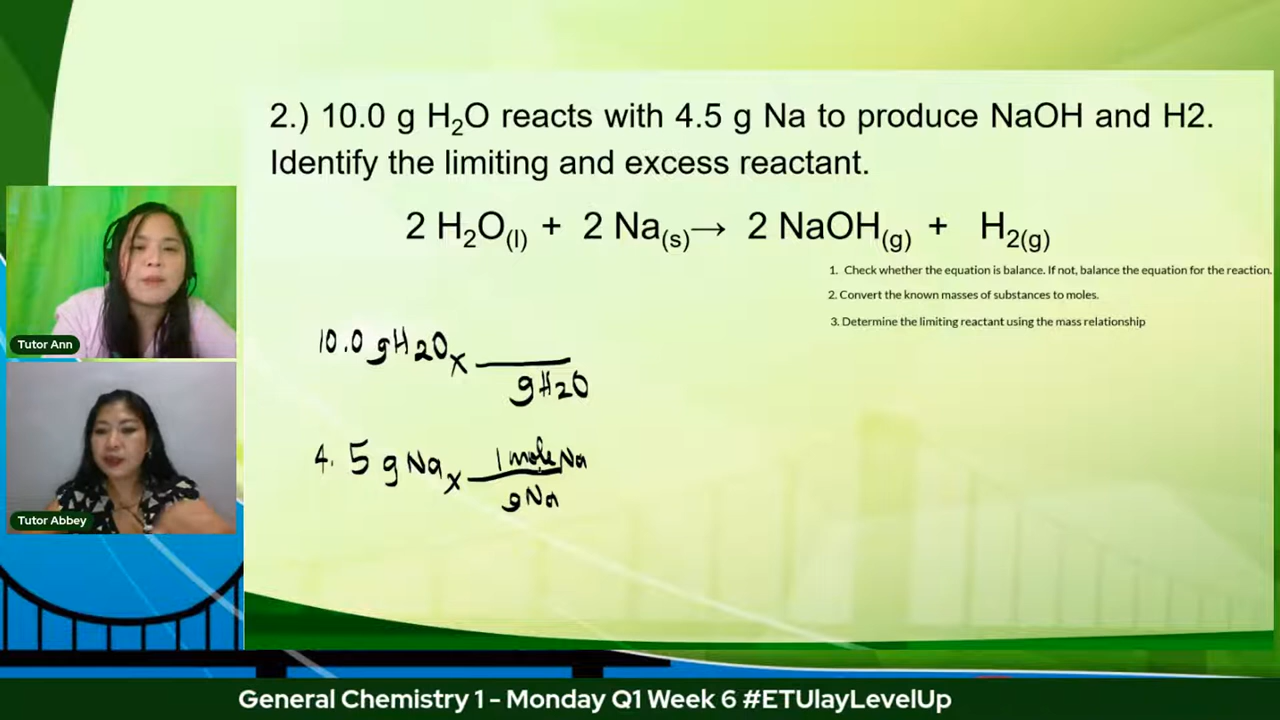 2.) 10.0 g H₂O reacts with 4.5 g Na to produce NaOH and H2.
Identify the limiting and excess reactant.
2 H₂O(l) + 2 Na(s)→ 2 NaOH(g) + H₂(g)
1. Check whether the equation is balance. If not, balance the equation for the reaction.
2. Convert the known masses of substances to moles.
3. Determine the limiting reactant using the mass relationship
10.0 gH2O x
gH2O
4.5 g Na x 1 mole Na
g Na
Tutor Ann
Tutor Abbey
General Chemistry 1 - Monday Q1 Week 6 #ETUlayLevelUp